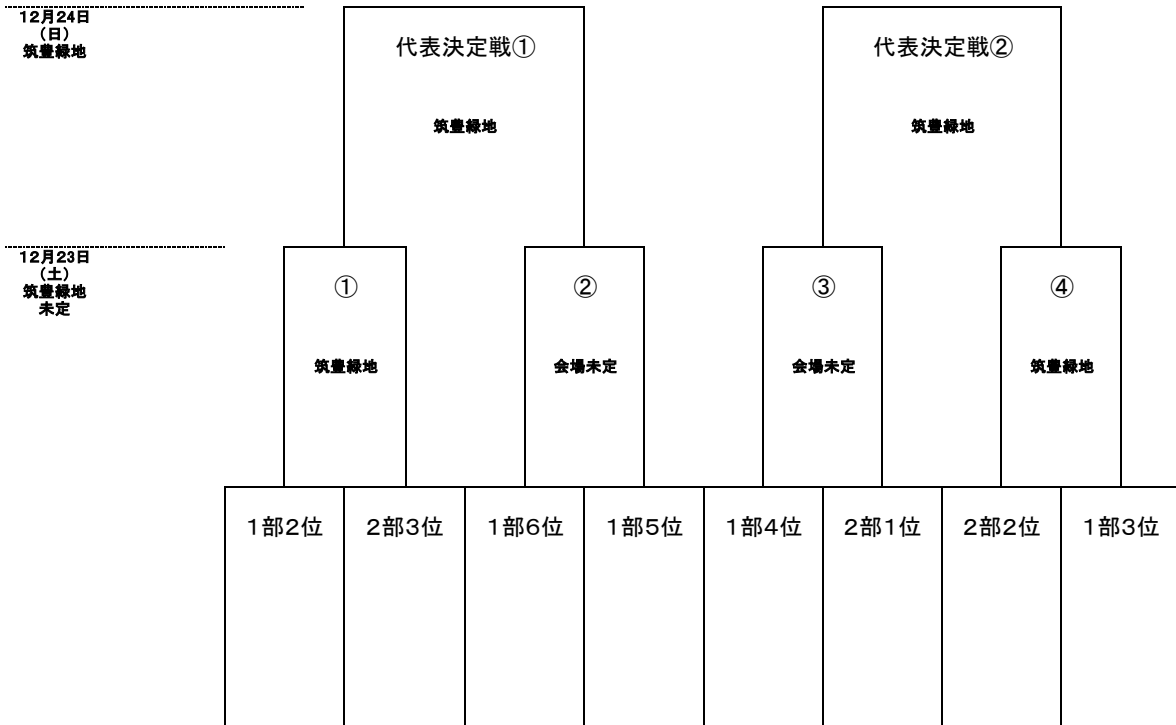 12月24日
(日)
筑豊緑地
代表決定戦①
代表決定戦②
筑豊緑地
筑豊緑地
12月23日
(土)
筑豊緑地
未定
①
②
③
④
筑豊緑地
会場未定
会場未定
筑豊緑地
1部2位
2部3位
1部6位
1部5位
1部4位
2部1位
2部2位
1部3位